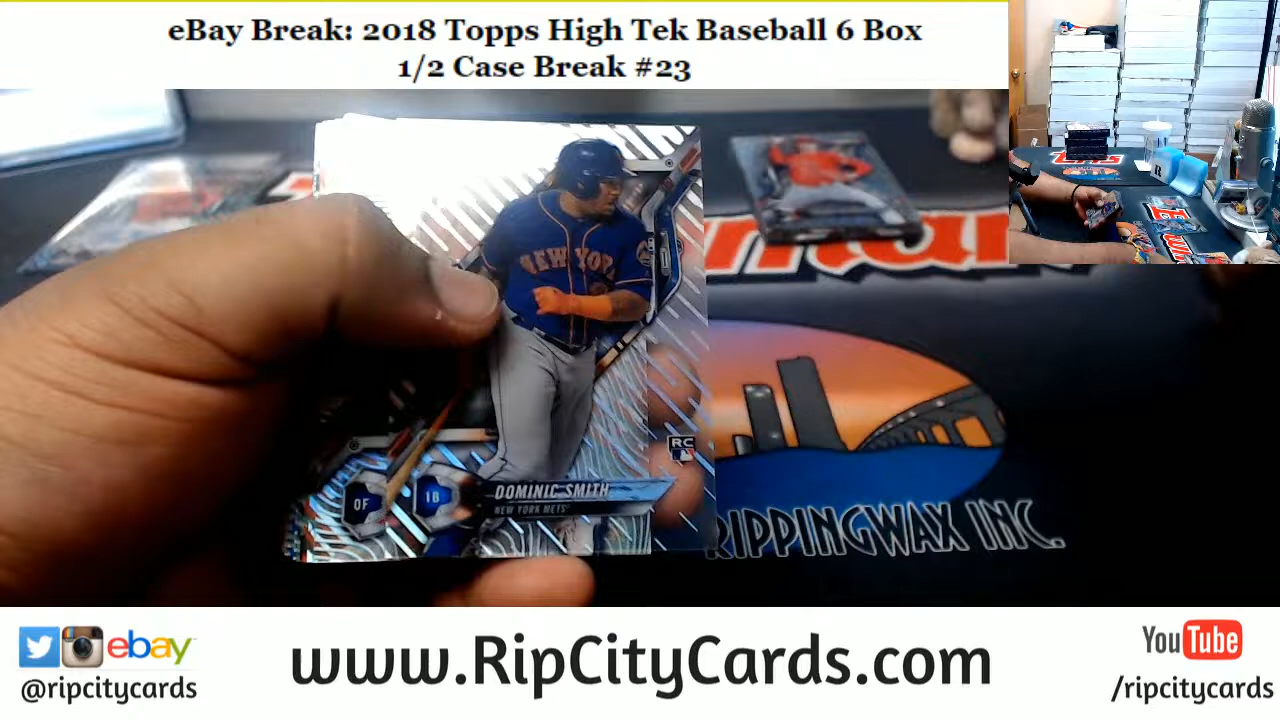 eBay Break: 2018 Topps High Tek Baseball 6 Box
1/2 Case Break #23
NEW YORK
RC
OF
18
DOMINIC SMITH
NEW YORK METS
RIPPINGWAX INC.
ebay
@ripcitycards
www.RipCityCards.com
YouTube
/ripcitycards